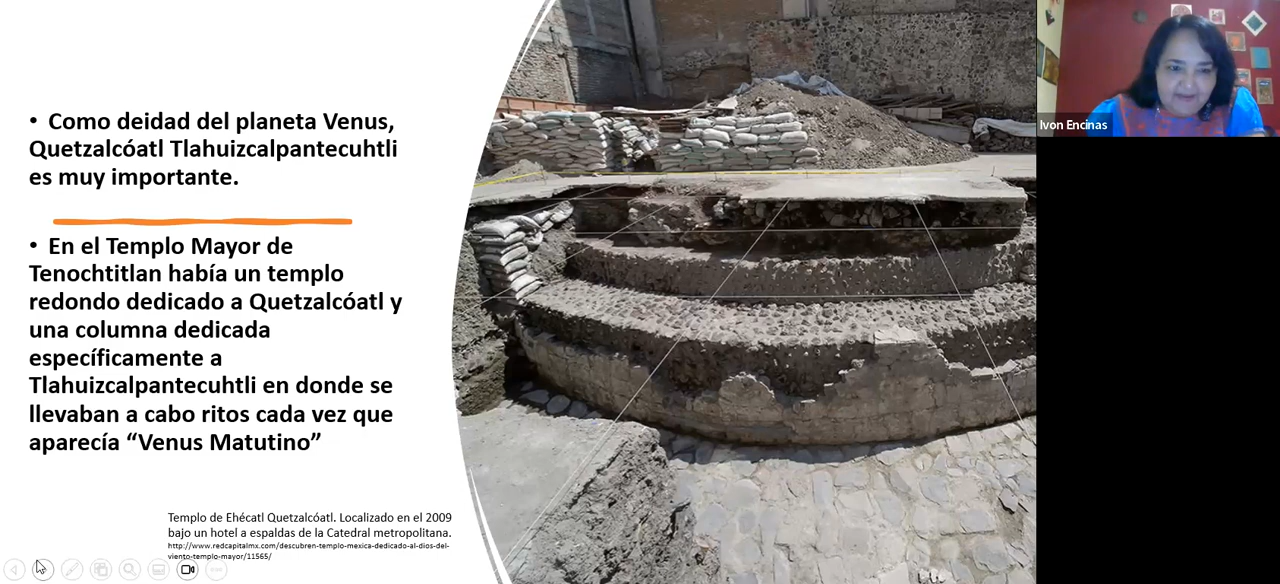 • Como deidad del planeta Venus,
Quetzalcóatl Tlahuizcalpantecuhtli
es muy importante.
• En el Templo Mayor de
Tenochtitlan había un templo
redondo dedicado a Quetzalcóatl y
una columna dedicada
específicamente a
Tlahuizcalpantecuhtli en donde se
llevaban a cabo ritos cada vez que
aparecía “Venus Matutino”
Templo de Ehécatl Quetzalcóatl. Localizado en el 2009
bajo un hotel a espaldas de la Catedral metropolitana.
http://www.redcapitalmx.com/descubren-templo-mexica-dedicado-al-dios-del-
viento-templo-mayor/11565/
Ivon Encinas